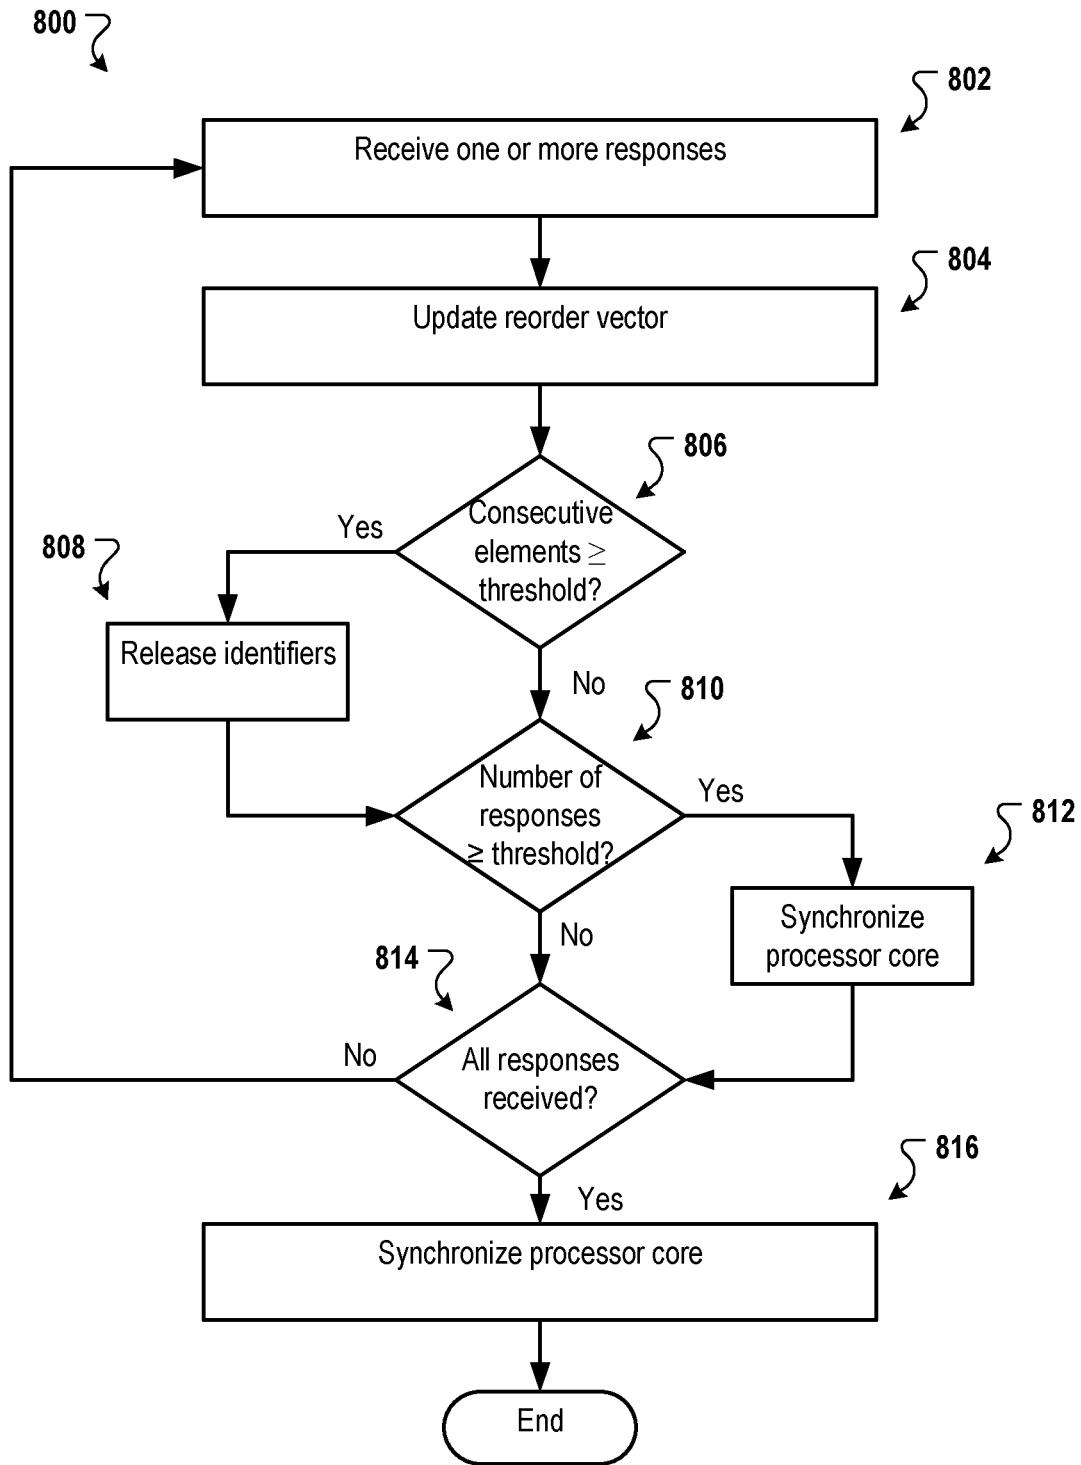 800
802
Receive one or more responses
804
Update reorder vector
806
Consecutive
elements ≥
threshold?
Yes
808
Release identifiers
No
810
Number of
responses
≥ threshold?
Yes
812
Synchronize
processor core
No
814
All responses
received?
No
816
Yes
Synchronize processor core
End